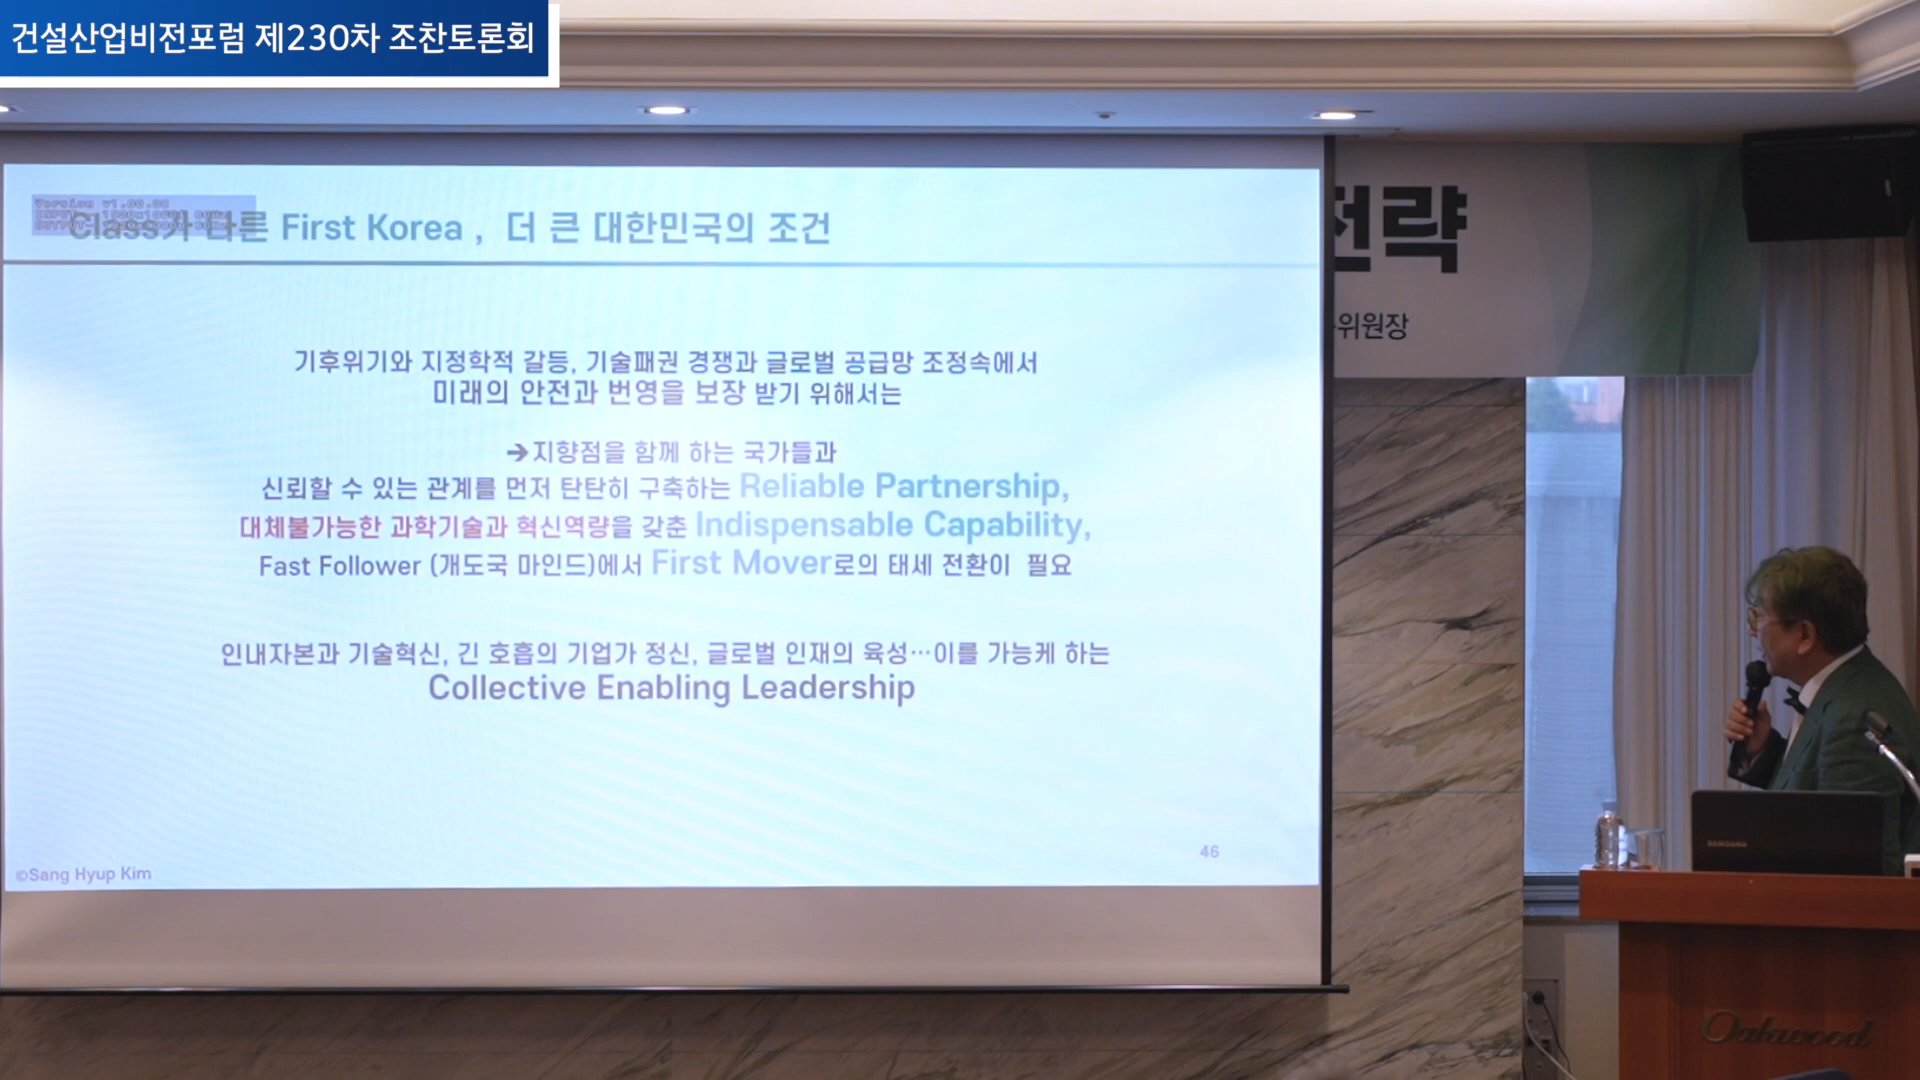 건설산업비전포럼 제230차 조찬토론회
Version v1.00.00
Class가 다른 First Korea , 더 큰 대한민국의 조건
기후위기와 지정학적 갈등, 기술패권 경쟁과 글로벌 공급망 조정속에서
미래의 안전과 번영을 보장 받기 위해서는
➔지향점을 함께 하는 국가들과
신뢰할 수 있는 관계를 먼저 탄탄히 구축하는 Reliable Partnership,
대체불가능한 과학기술과 혁신역량을 갖춘 Indispensable Capability,
Fast Follower (개도국 마인드)에서 First Mover로의 태세 전환이 필요
인내자본과 기술혁신, 긴 호흡의 기업가 정신, 글로벌 인재의 육성…이를 가능케 하는
Collective Enabling Leadership
46
©Sang Hyup Kim
전략
위원장
SAMSUNG
Oakwood